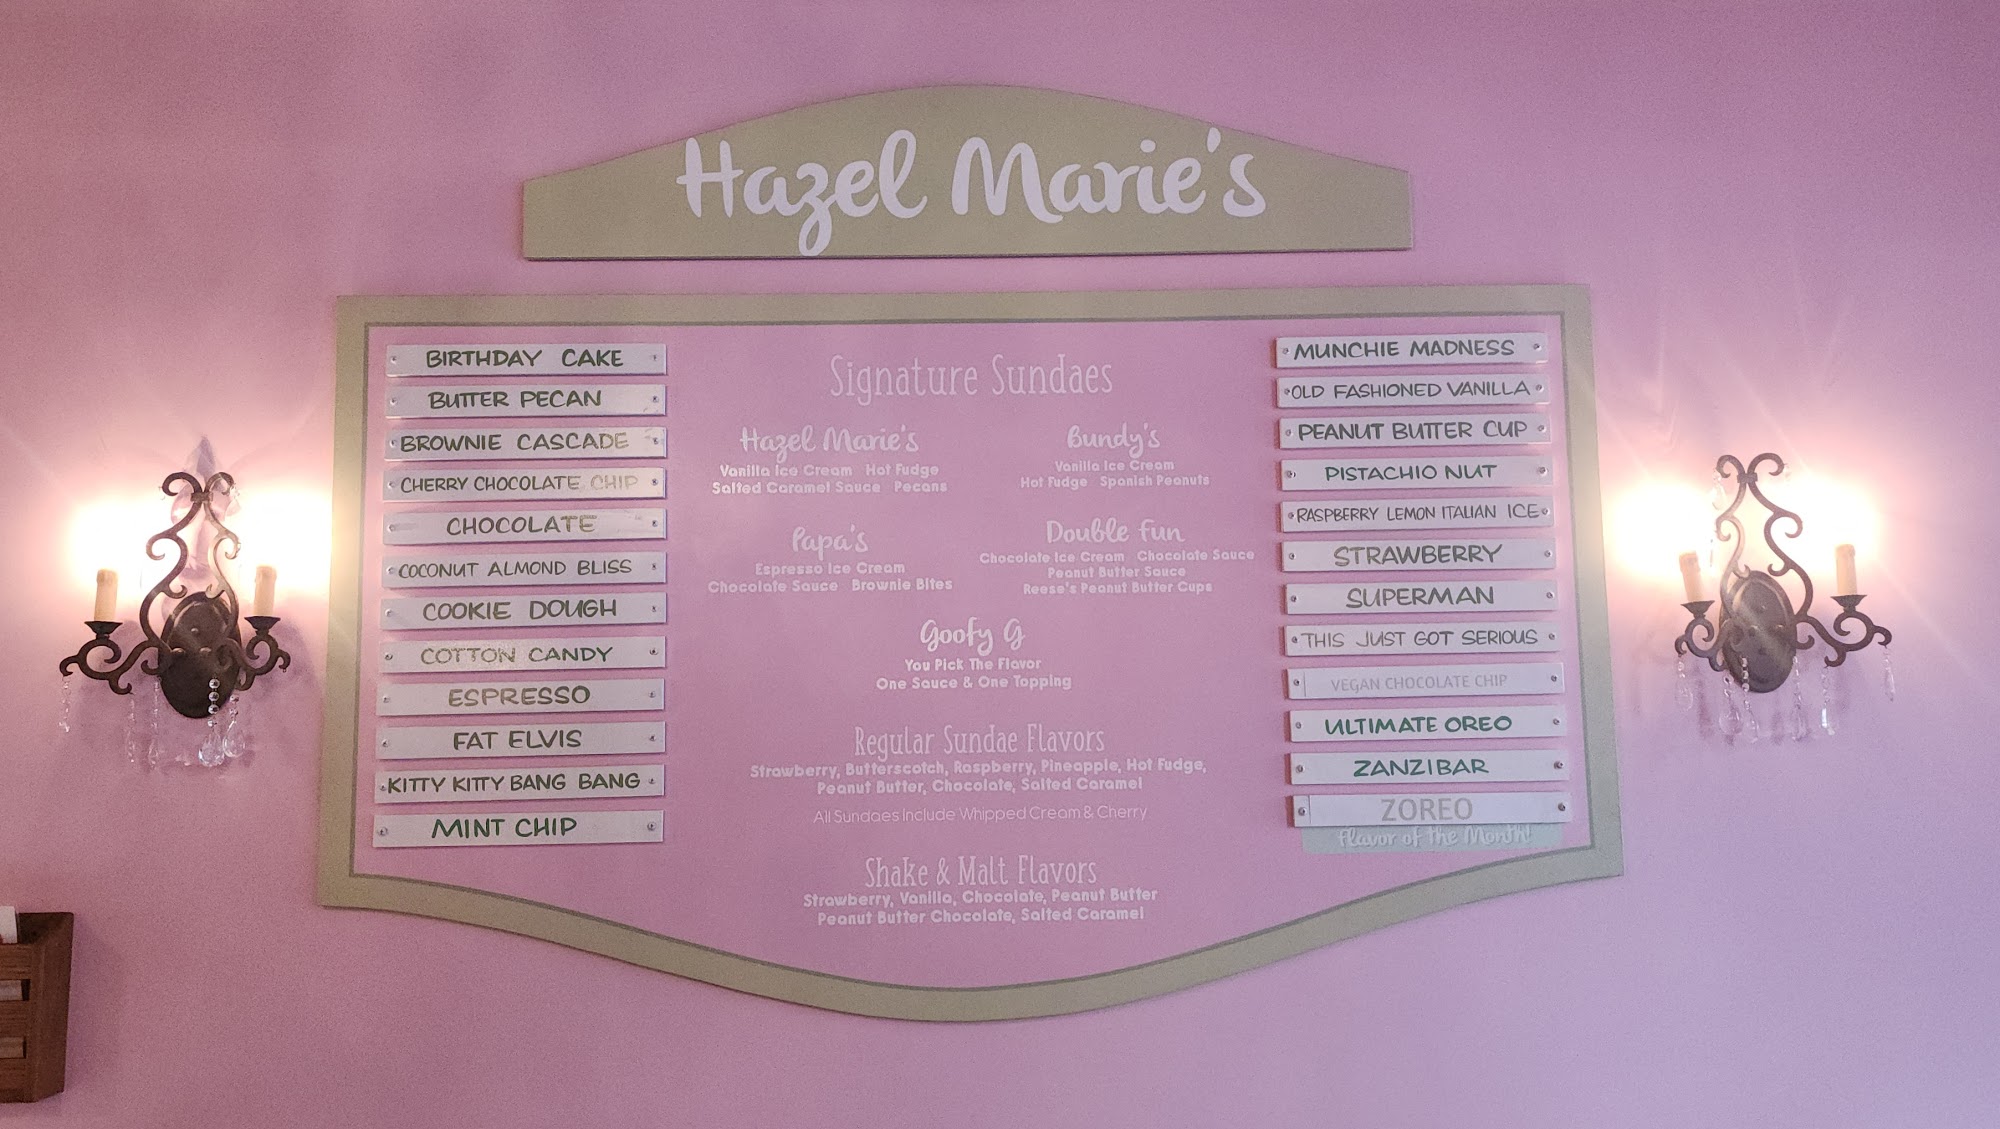 Hazel Marie's
BIRTHDAY CAKE
BUTTER PECAN
BROWNIE CASCADE
CHERRY CHOCOLATE CHIP
CHOCOLATE
COCONUT ALMOND BLISS
COOKIE DOUGH
COTTON CANDY
ESPRESSO
FAT ELVIS
KITTY KITTY BANG BANG
MINT CHIP
Signature Sundaes
Hazel Marie's
Vanilla Ice Cream Hot Fudge
Salted Caramel Sauce Pecans
Bundy's
Vanilla Ice Cream
Hot Fudge Spanish Peanuts
Papa's
Espresso Ice Cream
Chocolate Sauce Brownie Bites
Double Fun
Chocolate Ice Cream Chocolate Sauce
Peanut Butter Sauce
Reese's Peanut Butter Cups
Goofy G
You Pick The Flavor
One Sauce & One Topping
Regular Sundae Flavors
Strawberry, Butterscotch, Raspberry, Pineapple, Hot Fudge,
Peanut Butter, Chocolate, Salted Caramel
All Sundaes Include Whipped Cream & Cherry
Shake & Malt Flavors
Strawberry, Vanilla, Chocolate, Peanut Butter
Peanut Butter Chocolate, Salted Caramel
MUNCHIE MADNESS
OLD FASHIONED VANILLA
PEANUT BUTTER CUP
PISTACHIO NUT
RASPBERRY LEMON ITALIAN ICE
STRAWBERRY
SUPERMAN
THIS JUST GOT SERIOUS
VEGAN CHOCOLATE CHIP
ULTIMATE OREO
ZANZIBAR
ZOREO
Flavor of the Month!